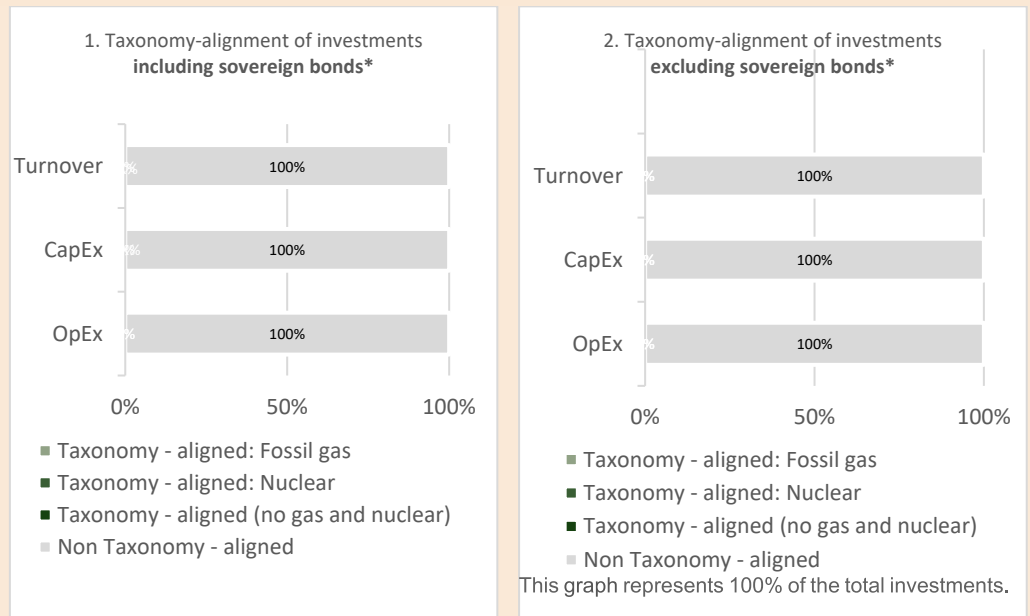 1. Taxonomy-alignment of investments
including sovereign bonds*
Turnover
%
100%
CapEx
%
100%
OpEx
%
100%
0% 50% 100%
Taxonomy - aligned: Fossil gas
Taxonomy - aligned: Nuclear
Taxonomy - aligned (no gas and nuclear)
Non Taxonomy - aligned
2. Taxonomy-alignment of investments
excluding sovereign bonds*
Turnover
%
100%
CapEx
%
100%
OpEx
%
100%
0% 50% 100%
Taxonomy - aligned: Fossil gas
Taxonomy - aligned: Nuclear
Taxonomy - aligned (no gas and nuclear)
Non Taxonomy - aligned
This graph represents 100% of the total investments.